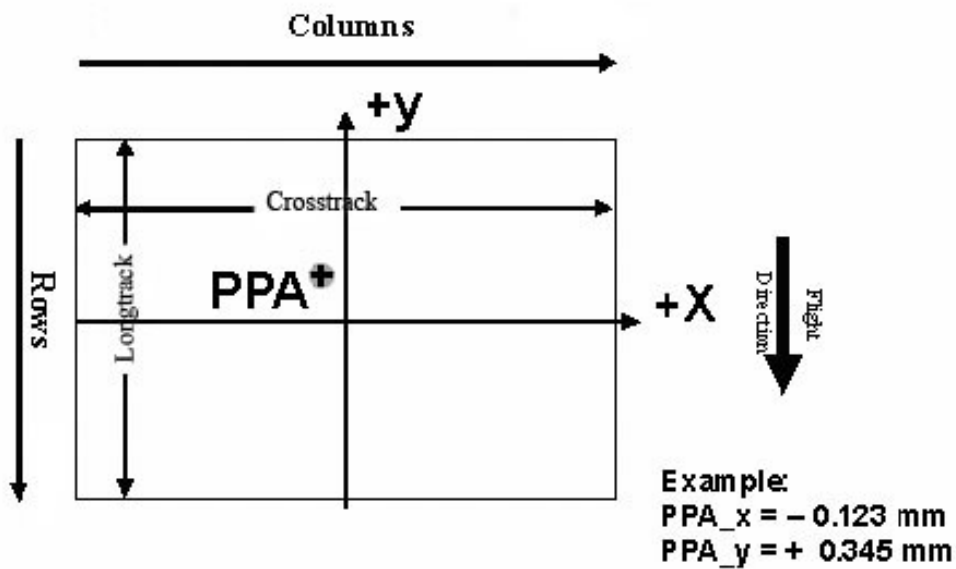 Columns
+y
Crosstrack
Rows
Longtrack
PPA+
+X
Flight
Direction
Example:
PPA_x = – 0.123 mm
PPA_y = + 0.345 mm